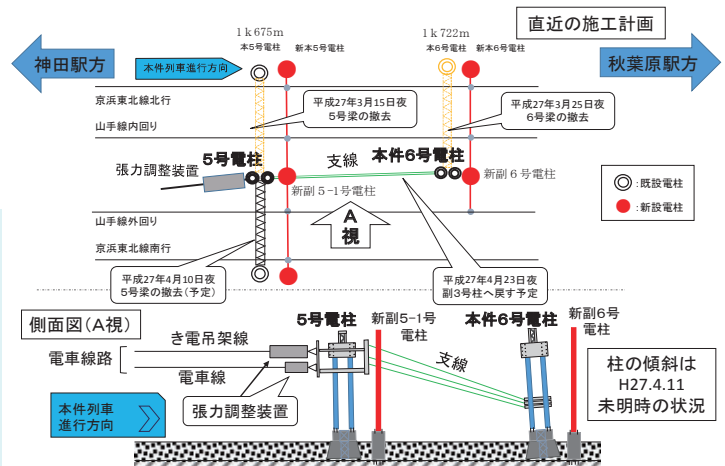 直近の施工計画
1k675m
1k722m
本5号電柱
新本5号電柱
本6号電柱
新本6号電柱
神田駅方
本件列車進行方向
秋葉原駅方
京浜東北線北行
平成27年3月15日夜
5号梁の撤去
平成27年3月25日夜
6号梁の撤去
山手線内回り
張力調整装置
5号電柱
支線
本件6号電柱
新副5-1号電柱
新副6号電柱
:既設電柱
:新設電柱
A
視
山手線外回り
京浜東北線南行
平成27年4月10日夜
5号梁の撤去(予定)
平成27年4月23日夜
副3号柱へ戻す予定
側面図(A視)
5号電柱
新副5-1号
電柱
本件6号電柱
新副6号
電柱
き電吊架線
電車線路
電車線
張力調整装置
支線
柱の傾斜は
H27.4.11
未明時の状況
本件列車
進行方向